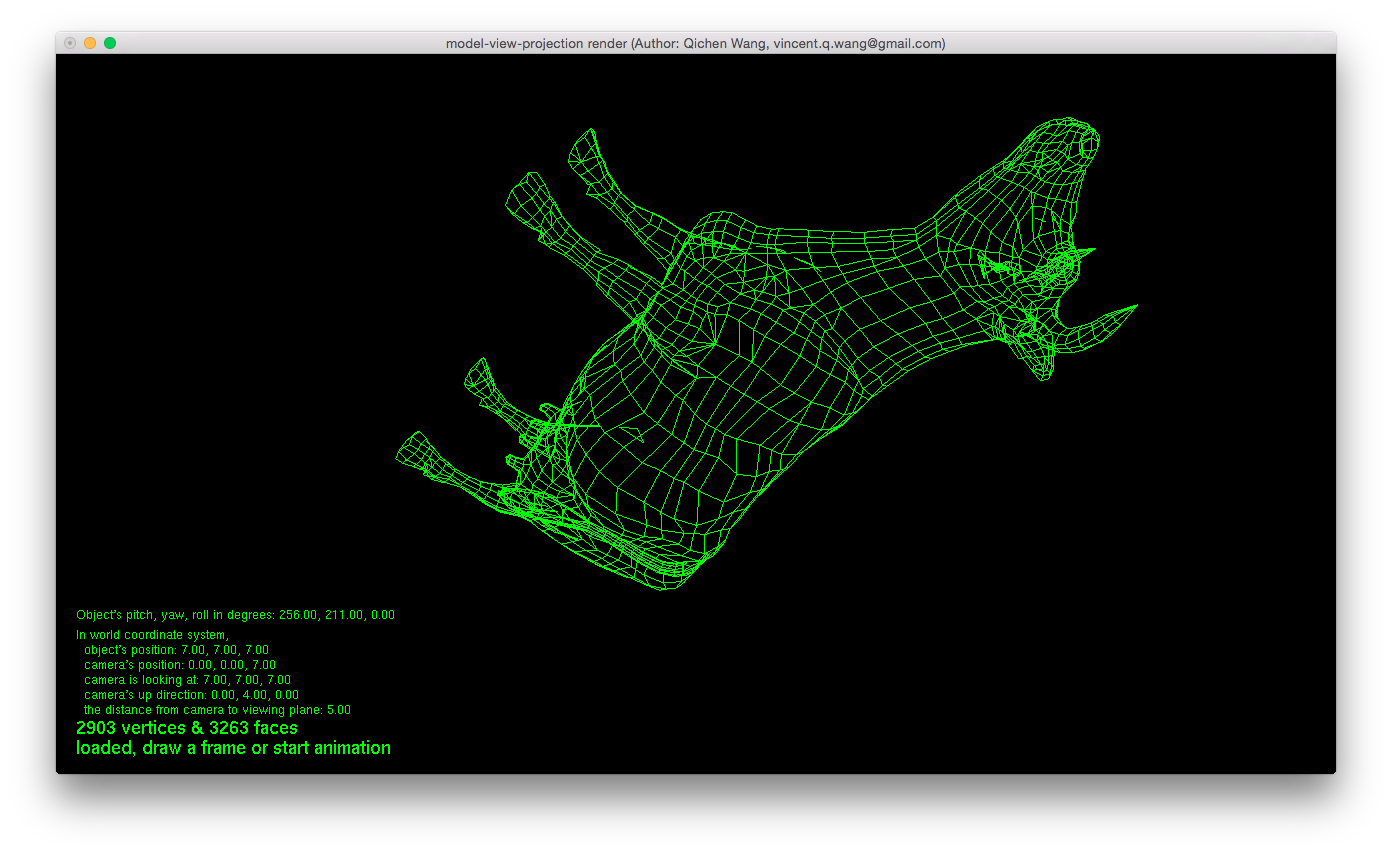 model-view-projection render (Author: Qichen Wang, vincent.q.wang@gmail.com)
Object's pitch, yaw, roll in degrees: 256.00, 211.00, 0.00
In world coordinate system,
object's position: 7.00, 7.00, 7.00
camera's position: 0.00, 0.00, 7.00
camera is looking at: 7.00, 7.00, 7.00
camera's up direction: 0.00, 4.00, 0.00
the distance from camera to viewing plane: 5.00
2903 vertices & 3263 faces
loaded, draw a frame or start animation